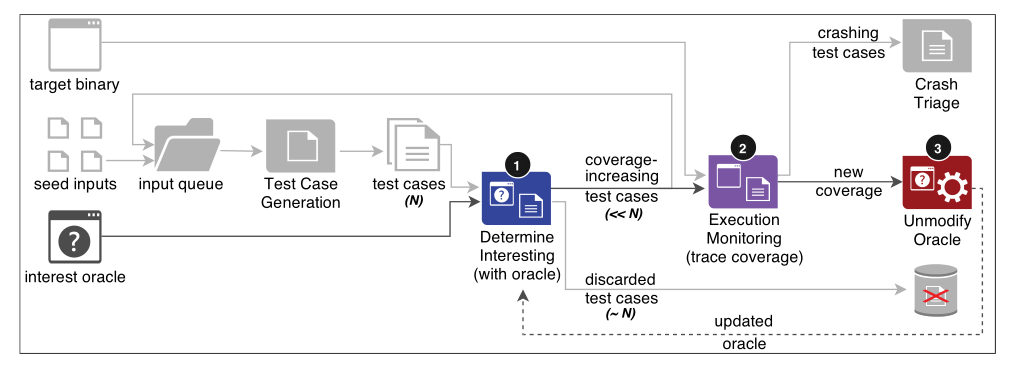 target binary
seed inputs
?
interest oracle
input queue
Test Case
Generation
test cases
(N)
1
?
Determine
Interesting
(with oracle)
coverage-
increasing
test cases
(<< N)
discarded
test cases
(~ N)
2
Execution
Monitoring
(trace coverage)
crashing
test cases
Crash
Triage
new
coverage
3
?
Unmodify
Oracle
updated
oracle